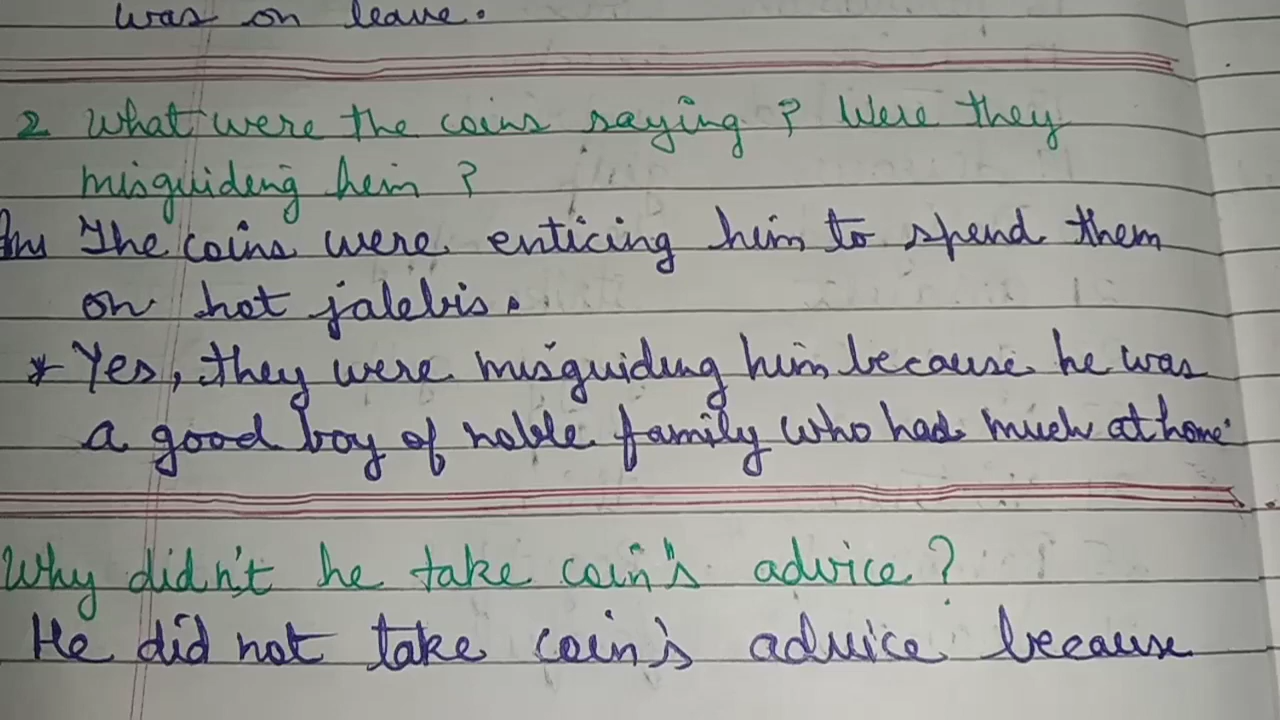 was on leave.
2 What were the coins saying? Were they
misguiding him?
Ans The coins were enticing him to spend them
on hot jalebis.
* Yes, they were misguiding him because he was
a good boy of noble family who had much at home
Why didn't he take coin's advice?
He did not take coin's advice because